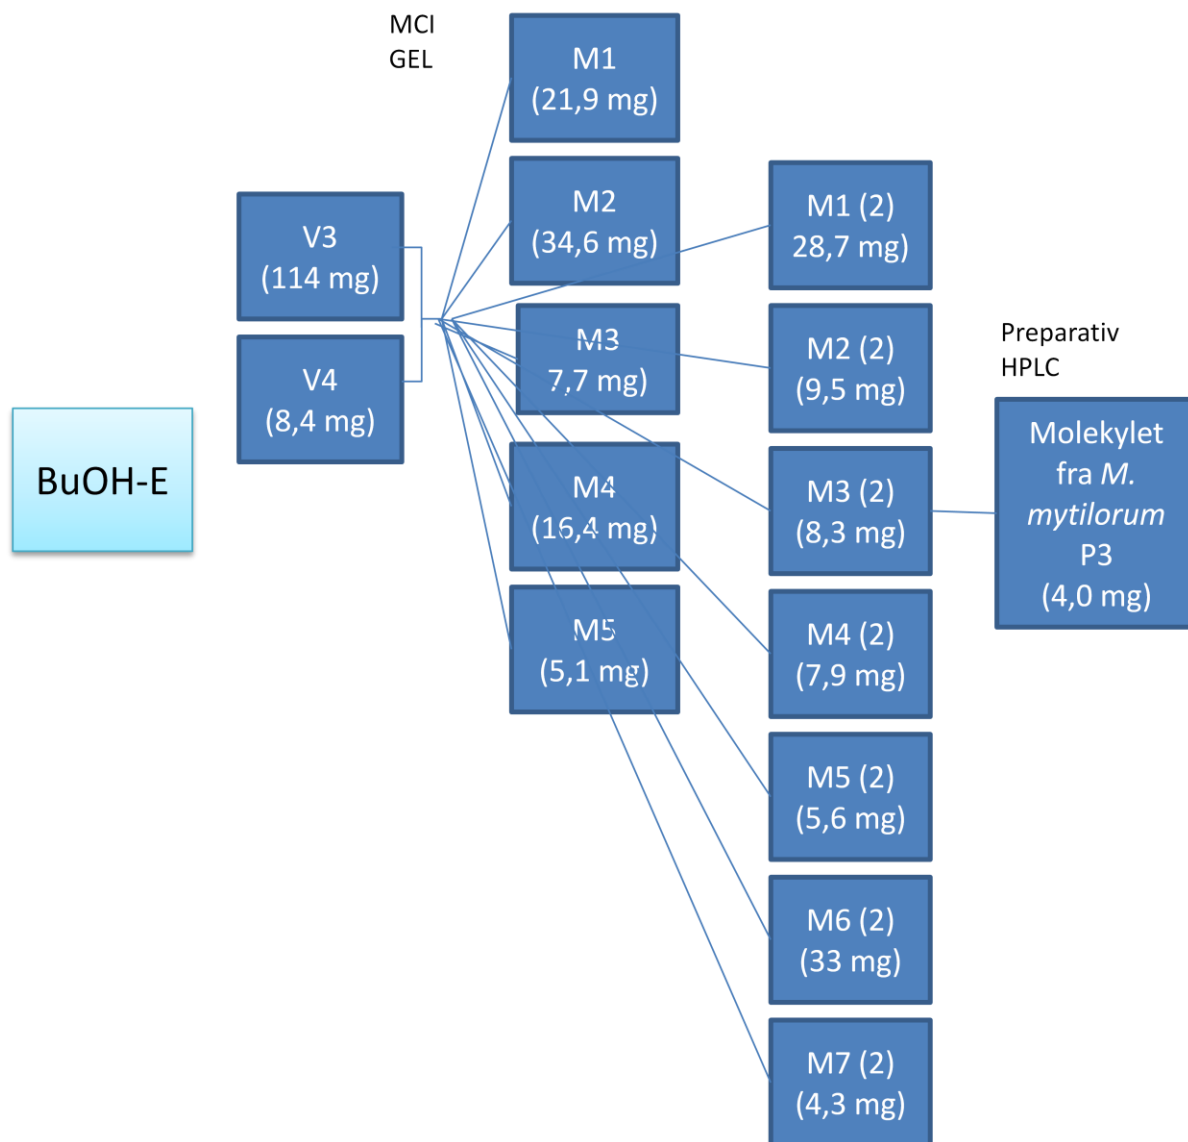 MCI
GEL
BuOH-E
V3
(114 mg)
V4
(8,4 mg)
M1
(21,9 mg)
M2
(34,6 mg)
M3
7,7 mg)
M4
(16,4 mg)
M5
(5,1 mg)
M1 (2)
28,7 mg)
M2 (2)
(9,5 mg)
M3 (2)
(8,3 mg)
M4 (2)
(7,9 mg)
M5 (2)
(5,6 mg)
M6 (2)
(33 mg)
M7 (2)
(4,3 mg)
Preparativ
HPLC
Molekylet
fra M.
mytilorum
P3
(4,0 mg)